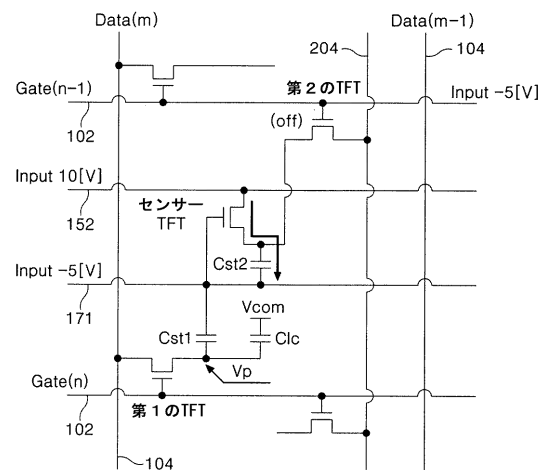 Data(m)
Data(m-1)
204
104
Gate(n-1)
第2のTFT
Input -5[V]
102
(off)
Input 10[V]
152
センサー
TFT
Cst2
Input -5[V]
171
Vcom
Cst1
Clc
Vp
Gate(n)
第1のTFT
102
104